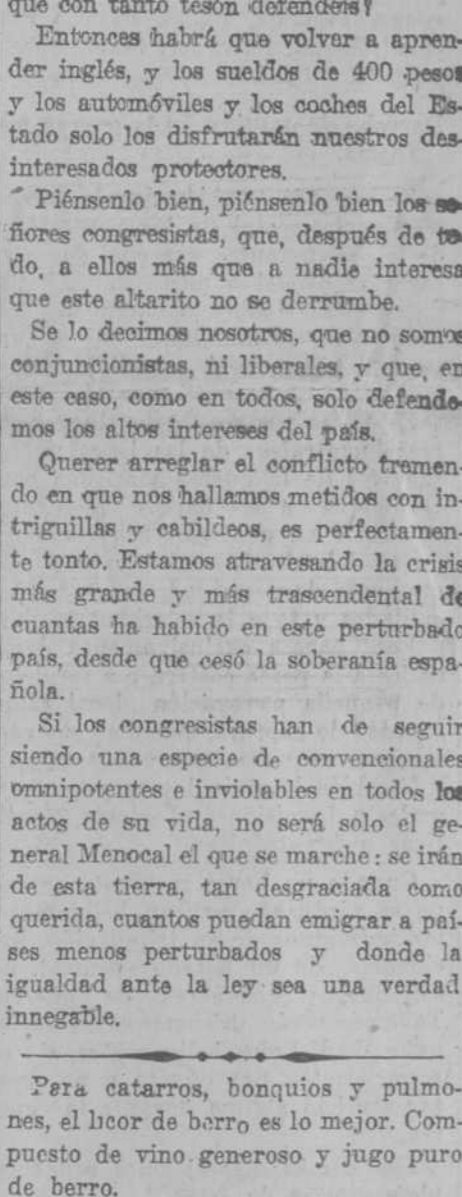 que con tanto tesón defendeis?
Entonces habrá que volver a apren-
der inglés, y los sueldos de 400 pesos
y los automóviles y los coches del Es-
tado solo los disfrutarán nuestros des-
interesados protectores.
Piénsenlo bien, piénsenlo bien los se-
ñores congresistas, que, después de to-
do, a ellos más que a nadie interesa
que este altarito no se derrumbe.
Se lo decimos nosotros, que no somos
conjuncionistas, ni liberales, y que, en
este caso, como en todos, solo defende-
mos los altos intereses del país.
Querer arreglar el conflicto tremen-
do en que nos hallamos metidos con in-
triguillas y cabildeos, es perfectamen-
te tonto. Estamos atravesando la crisis
más grande y más trascendental de
cuantas ha habido en este perturbado
país, desde que cesó la soberanía espa-
ñola.
Si los congresistas han de seguir
siendo una especie de convencionales
omnipotentes e inviolables en todos los
actos de su vida, no será solo el ge-
neral Menocal el que se marche: se irán
de esta tierra, tan desgraciada como
querida, cuantos puedan emigrar a paí-
ses menos perturbados y donde la
igualdad ante la ley sea una verdad
innegable.
Para catarros, bonquios y pulmo-
nes, el licor de berro es lo mejor. Com-
puesto de vino generoso y jugo puro
de berro.